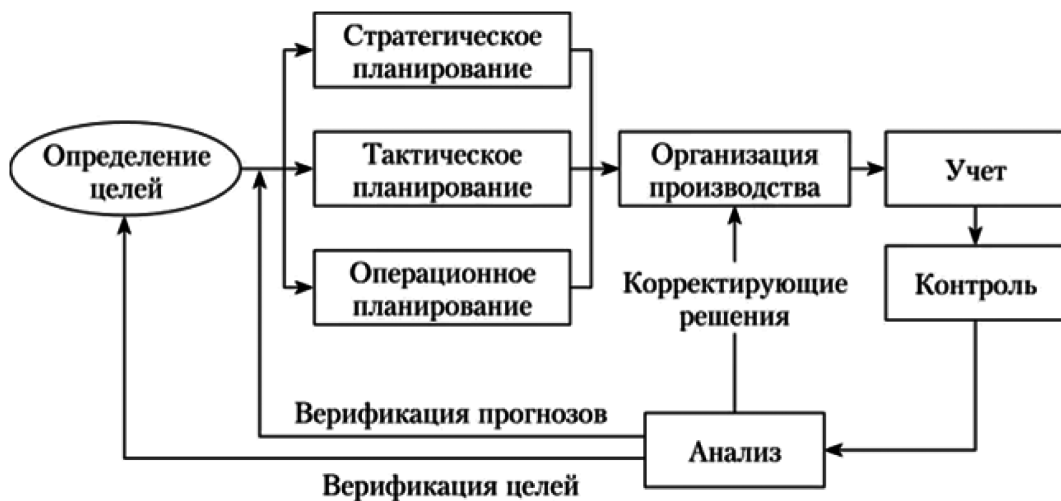 Стратегическое
планирование
Определение
целей
Тактическое
планирование
Организация
производства
Учет
Операционное
планирование
Корректирующие
решения
Контроль
Верификация прогнозов
Анализ
Верификация целей